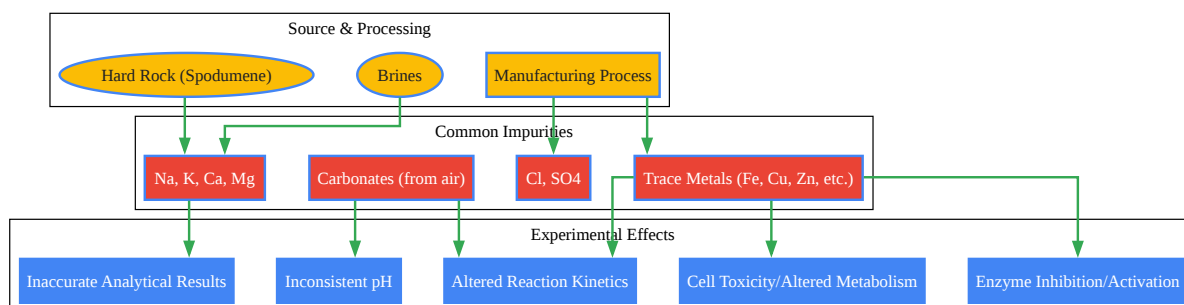 Source & Processing
Hard Rock (Spodumene)
Brines
Manufacturing Process
Common Impurities
Na, K, Ca, Mg
Carbonates (from air)
Cl, SO4
Trace Metals (Fe, Cu, Zn, etc.)
Experimental Effects
Inaccurate Analytical Results
Inconsistent pH
Altered Reaction Kinetics
Cell Toxicity/Altered Metabolism
Enzyme Inhibition/Activation